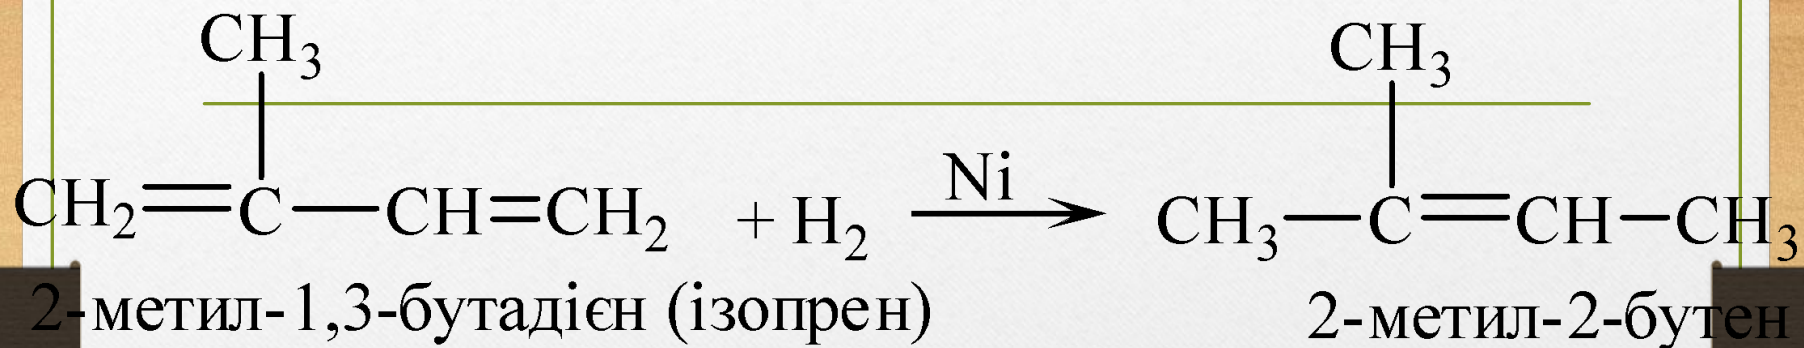 CH₃ CH₃
CH₂=C—CH=CH₂ + H₂ Ni → CH₃—C=CH—CH₃
2-метил-1,3-бутадієн (ізопрен) 2-метил-2-бутен